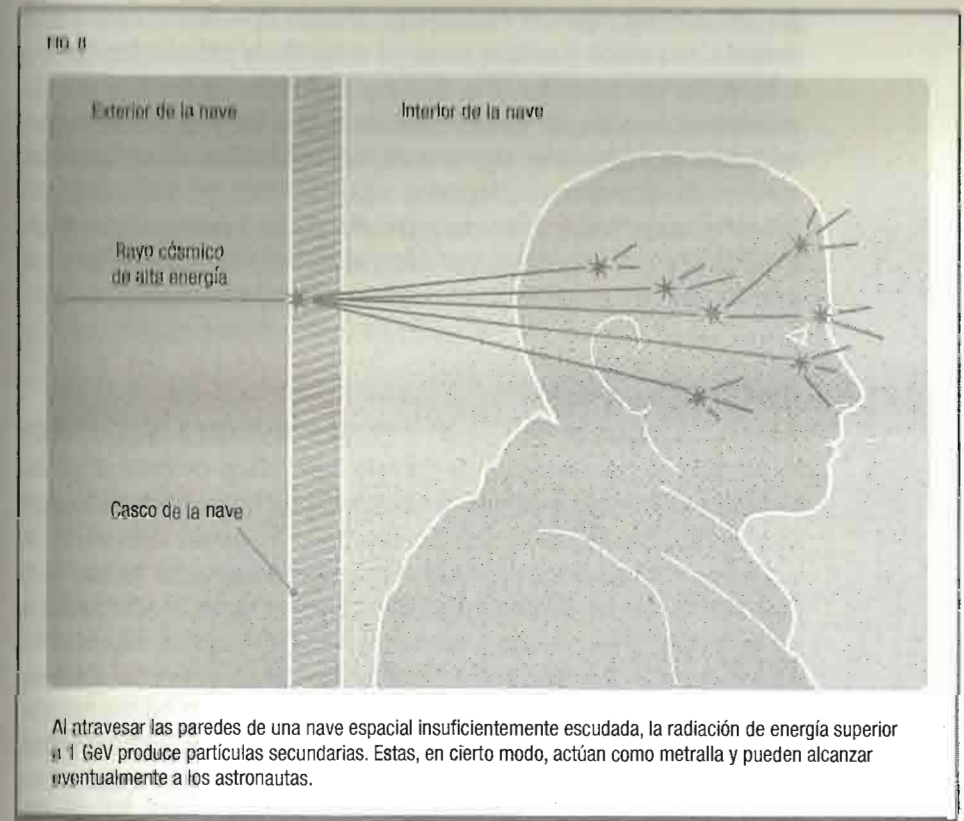 FIG. 8
Exterior de la nave
Interior de la nave
Rayo cósmico
de alta energía
Casco de la nave
Al atravesar las paredes de una nave espacial insuficientemente escudada, la radiación de energía superior
a 1 GeV produce partículas secundarias. Estas, en cierto modo, actúan como metralla y pueden alcanzar
eventualmente a los astronautas.